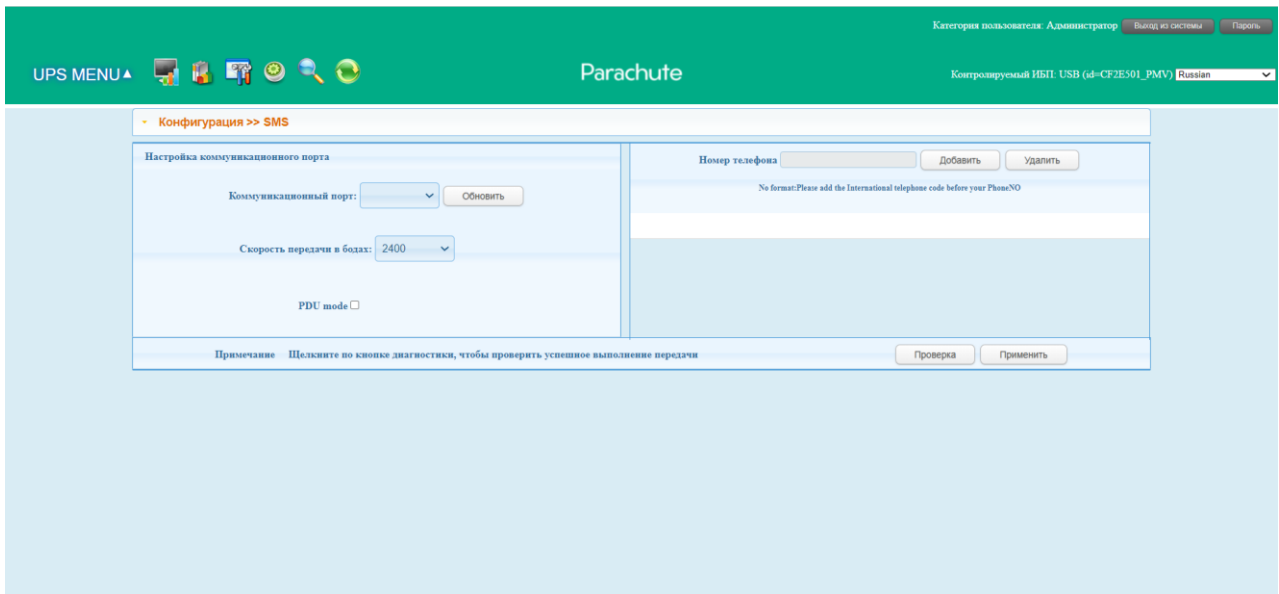 Категория пользователя: Администратор Выход из системы Пароль
UPS MENU▲ Parachute Контролируемый ИБП: USB (id=CF2E501_PMV) Russian
Конфигурация >> SMS
Настройка коммуникационного порта
Коммуникационный порт: Обновить
Скорость передачи в бодах: 2400
PDU mode
Номер телефона Добавить Удалить
No format:Please add the International telephone code before your PhoneNO
Примечание Щелкните по кнопке диагностики, чтобы проверить успешное выполнение передачи Проверка Применить